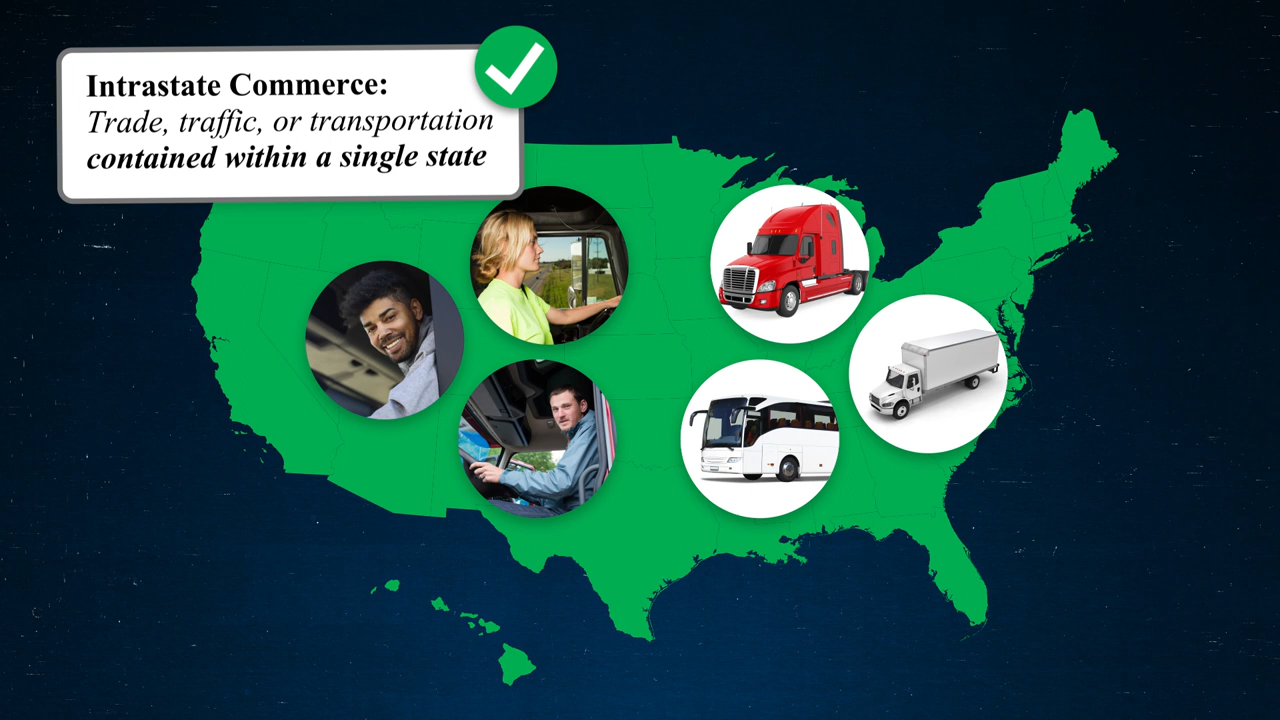 Intrastate Commerce:
Trade, traffic, or transportation
contained within a single state